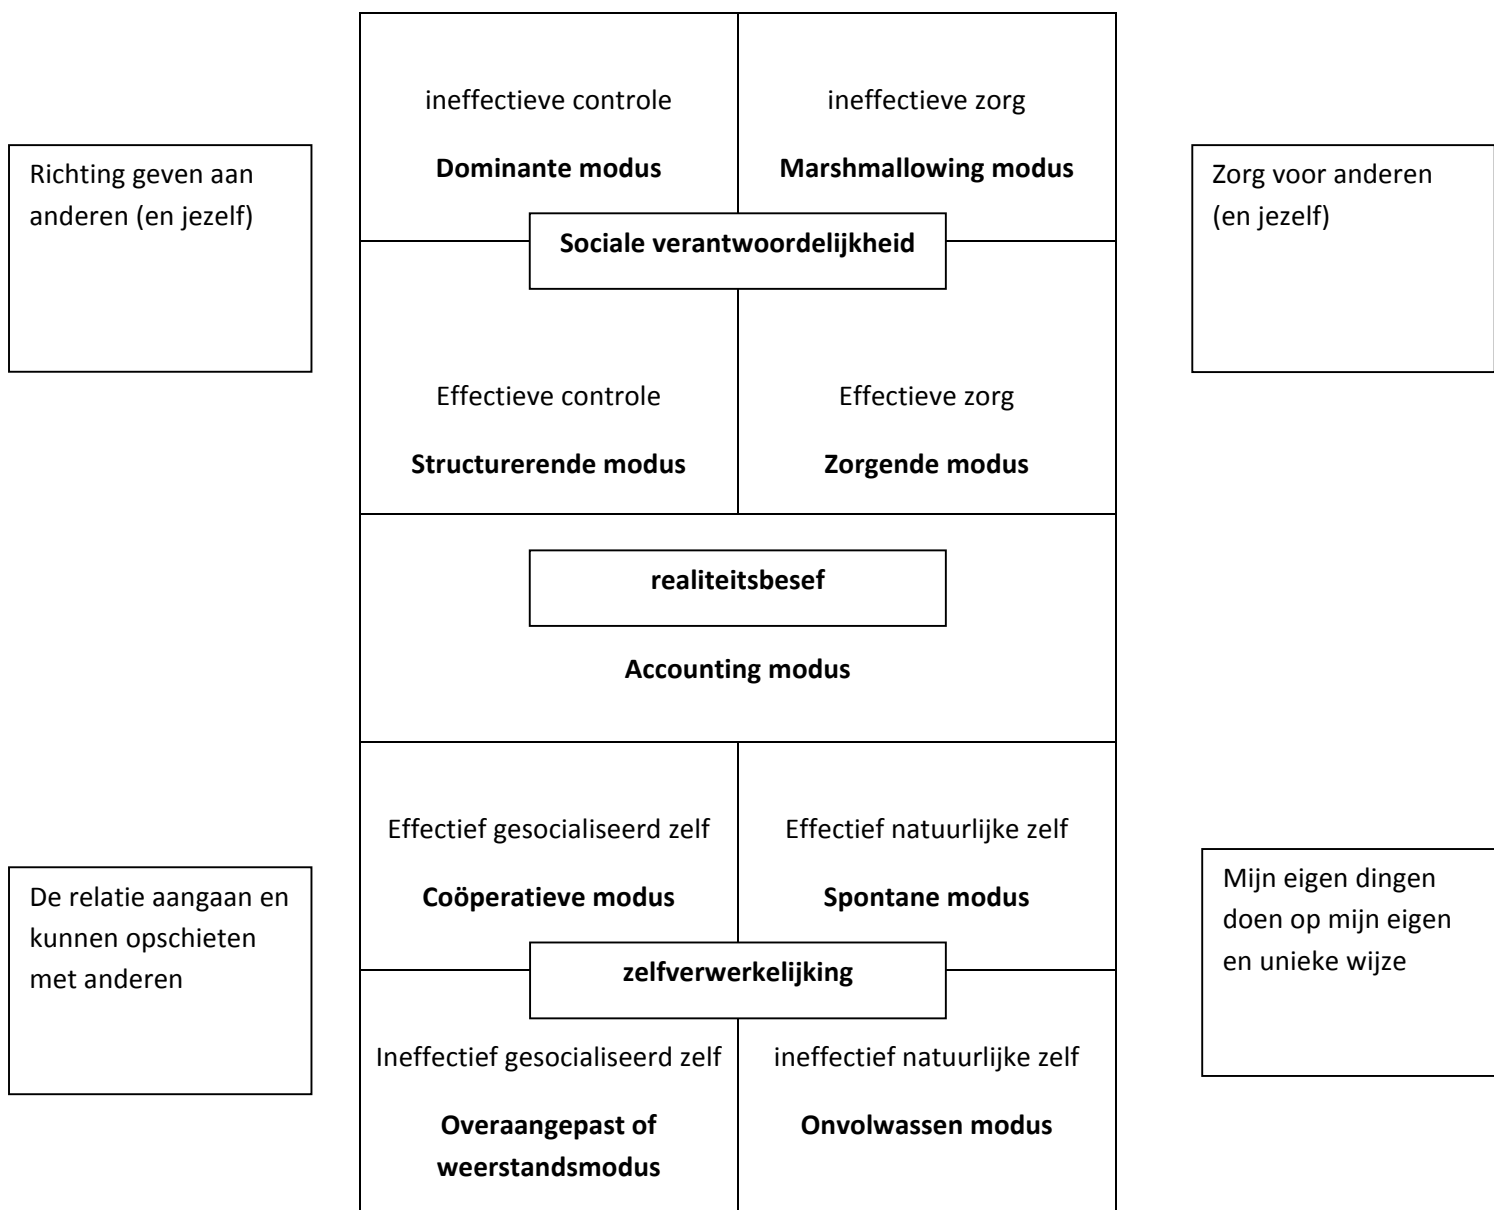 ineffectieve controle
ineffectieve zorg
Dominante modus
Marshmallowing modus
Richting geven aan
anderen (en jezelf)
Zorg voor anderen
(en jezelf)
Sociale verantwoordelijkheid
Effectieve controle
Effectieve zorg
Structurerende modus
Zorgende modus
realiteitsbesef
Accounting modus
Effectief gesocialiseerd zelf
Effectief natuurlijke zelf
Coöperatieve modus
Spontane modus
De relatie aangaan en
kunnen opschieten
met anderen
Mijn eigen dingen
doen op mijn eigen
en unieke wijze
zelfverwerkelijking
Ineffectief gesocialiseerd zelf
ineffectief natuurlijke zelf
Overaangepast of
weerstandsmodus
Onvolwassen modus